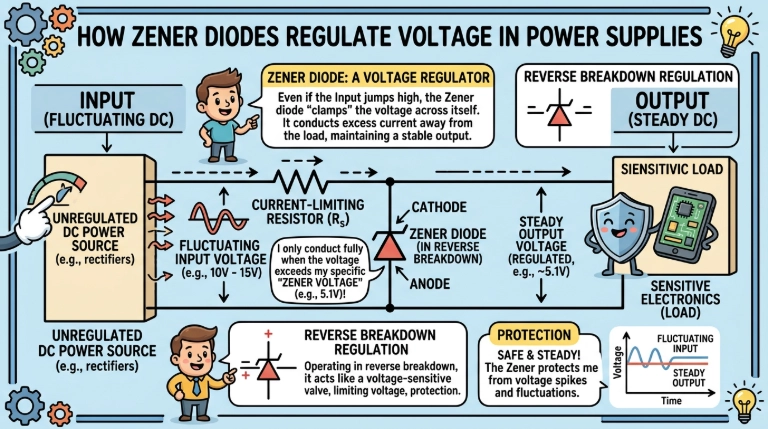 HOW ZENER DIODES REGULATE VOLTAGE IN POWER SUPPLIES
INPUT
(FLUCTUATING DC)
ZENER DIODE: A VOLTAGE REGULATOR
Even if the Input jumps high, the Zener
diode "clamps" the voltage across itself.
It conducts excess current away from
the load, maintaining a stable output.
REVERSE BREAKDOWN REGULATION
OUTPUT
(STEADY DC)
UNREGULATED
DC POWER
SOURCE
(e.g., rectifiers)
FLUCTUATING
INPUT VOLTAGE
(e.g., 10V - 15V)
CURRENT-LIMITING
RESISTOR (Rs)
I only conduct fully
when the voltage
exceeds my specific
"ZENER VOLTAGE"
(e.g., 5.1V)!
CATHODE
ZENER DIODE
(IN REVERSE
BREAKDOWN)
ANODE
STEADY
OUTPUT
VOLTAGE
(REGULATED,
e.g., ~5.1V)
SIENSITIVIC LOAD
SENSITIVE
ELECTRONICS
(LOAD)
UNREGULATED
DC POWER SOURCE
(e.g., rectifiers)
+
+
REVERSE BREAKDOWN
REGULATION
Operating in reverse breakdown,
it acts like a voltage-sensitive
valve, limiting voltage, protection.
PROTECTION
SAFE & STEADY!
The Zener protects me
from voltage spikes
and fluctuations.
Voltage
FLUCTUATING
INPUT
STEADY
OUTPUT
Time